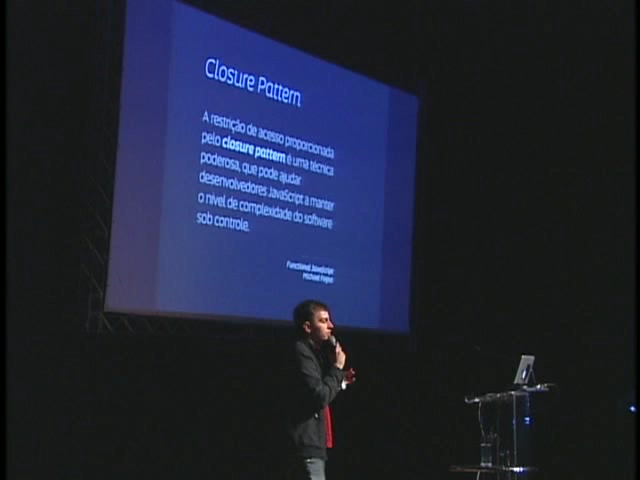 Closure Pattern
A restrição de acesso proporcionada
pelo closure pattern é uma técnica
poderosa, que pode ajudar
desenvolvedores JavaScript a manter
o nível de complexidade do software
sob controle.
Functional JavaScript
Michael Fogus